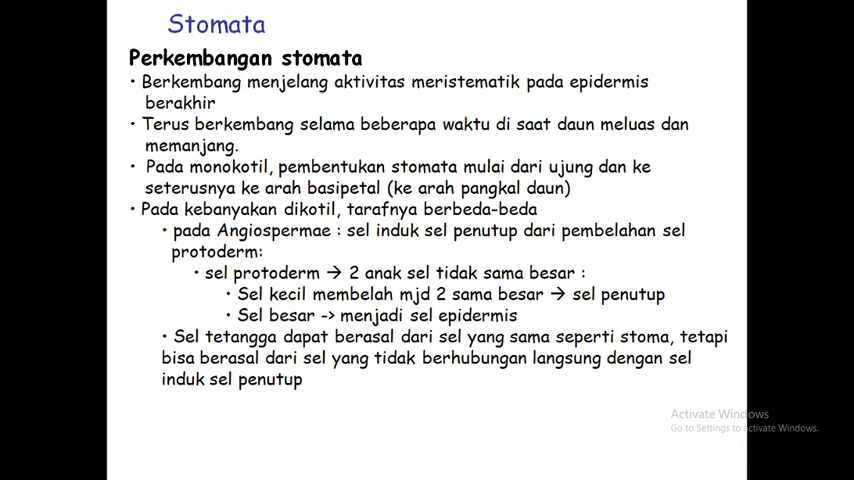 Stomata
Perkembangan stomata
• Berkembang menjelang aktivitas meristematik pada epidermis
berakhir
• Terus berkembang selama beberapa waktu di saat daun meluas dan
memanjang.
• Pada monokotil, pembentukan stomata mulai dari ujung dan ke
seterusnya ke arah basipetal (ke arah pangkal daun)
• Pada kebanyakan dikotil, tarafnya berbeda-beda
• pada Angiospermae : sel induk sel penutup dari pembelahan sel
protoderm:
• sel protoderm → 2 anak sel tidak sama besar :
• Sel kecil membelah mjd 2 sama besar → sel penutup
• Sel besar -> menjadi sel epidermis
• Sel tetangga dapat berasal dari sel yang sama seperti stoma, tetapi
bisa berasal dari sel yang tidak berhubungan langsung dengan sel
induk sel penutup
Activate Windows
Go to Settings to activate Windows.